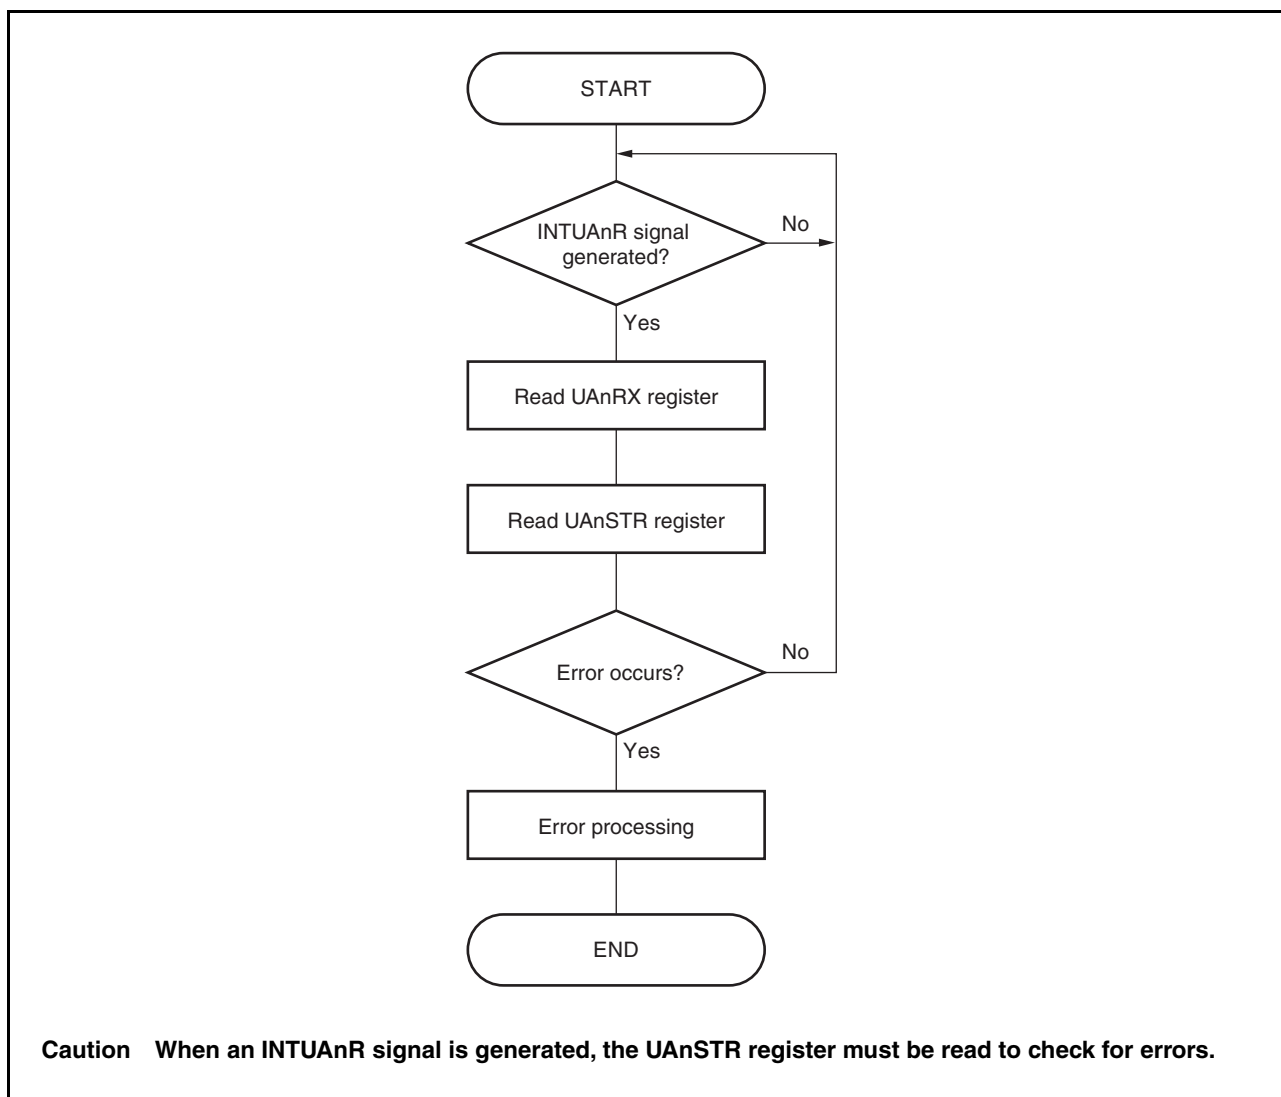 START
INTUAnR signal
generated?
No
Yes
Read UAnRX register
Read UAnSTR register
Error occurs?
No
Yes
Error processing
END
Caution When an INTUAnR signal is generated, the UAnSTR register must be read to check for errors.